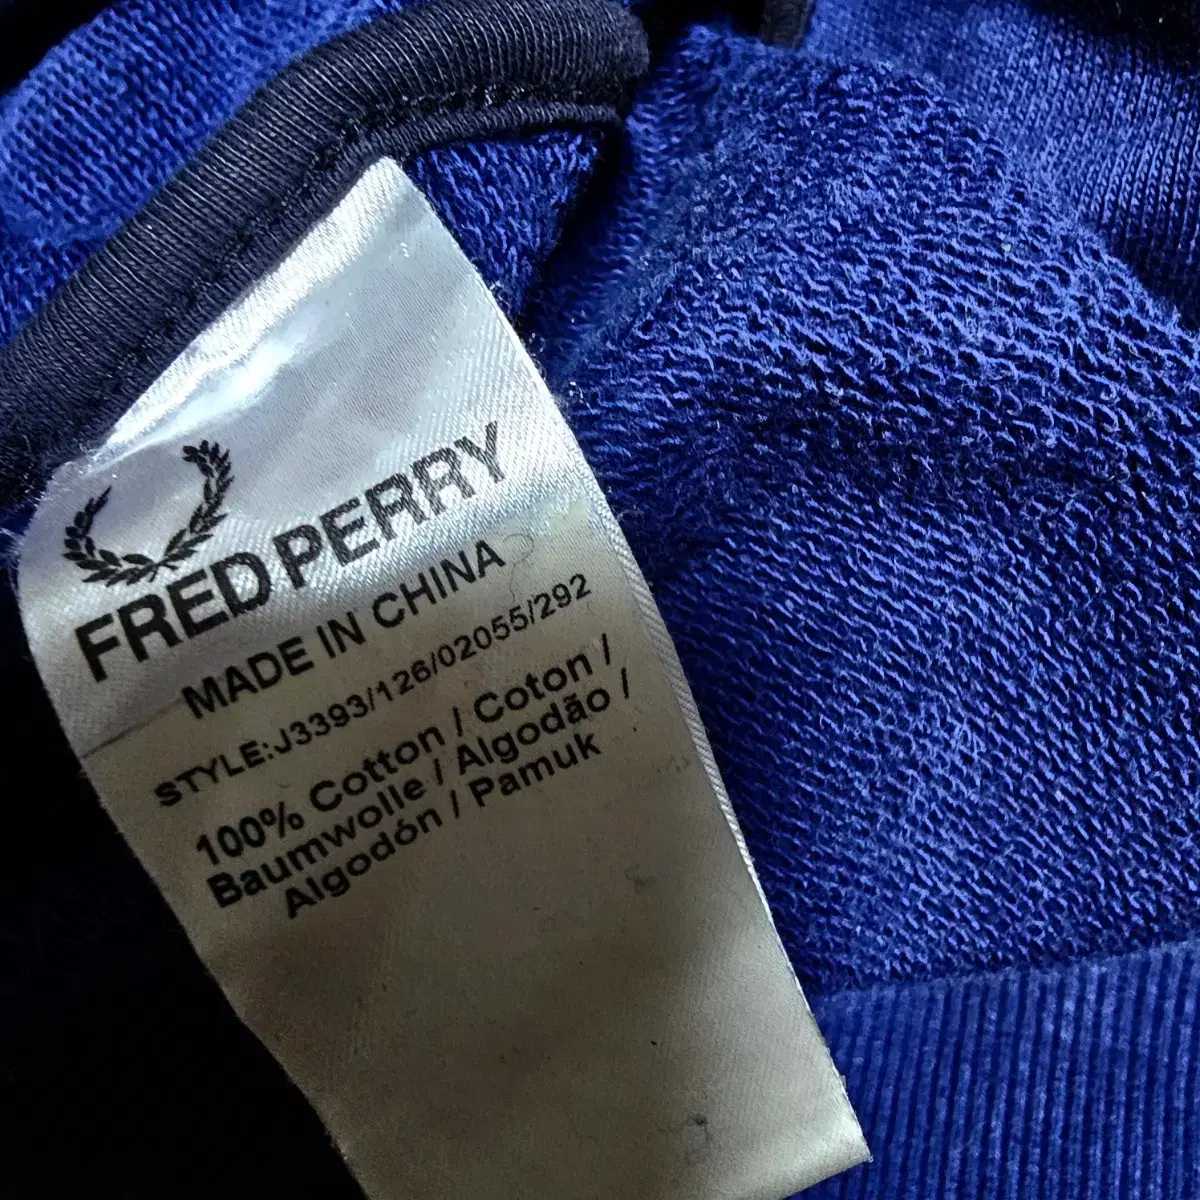 FRED PERRY
MADE IN CHINA
STYLE:J3393/126/02055/292
100% Cotton / Coton /
Baumwolle / Algodão /
Algodón / Pamuk